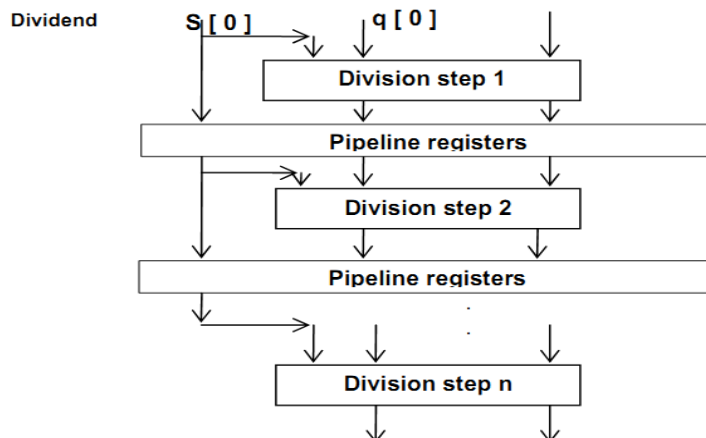 Dividend S [ 0 ] q [ 0 ]
Division step 1
Pipeline registers
Division step 2
Pipeline registers
Division step n